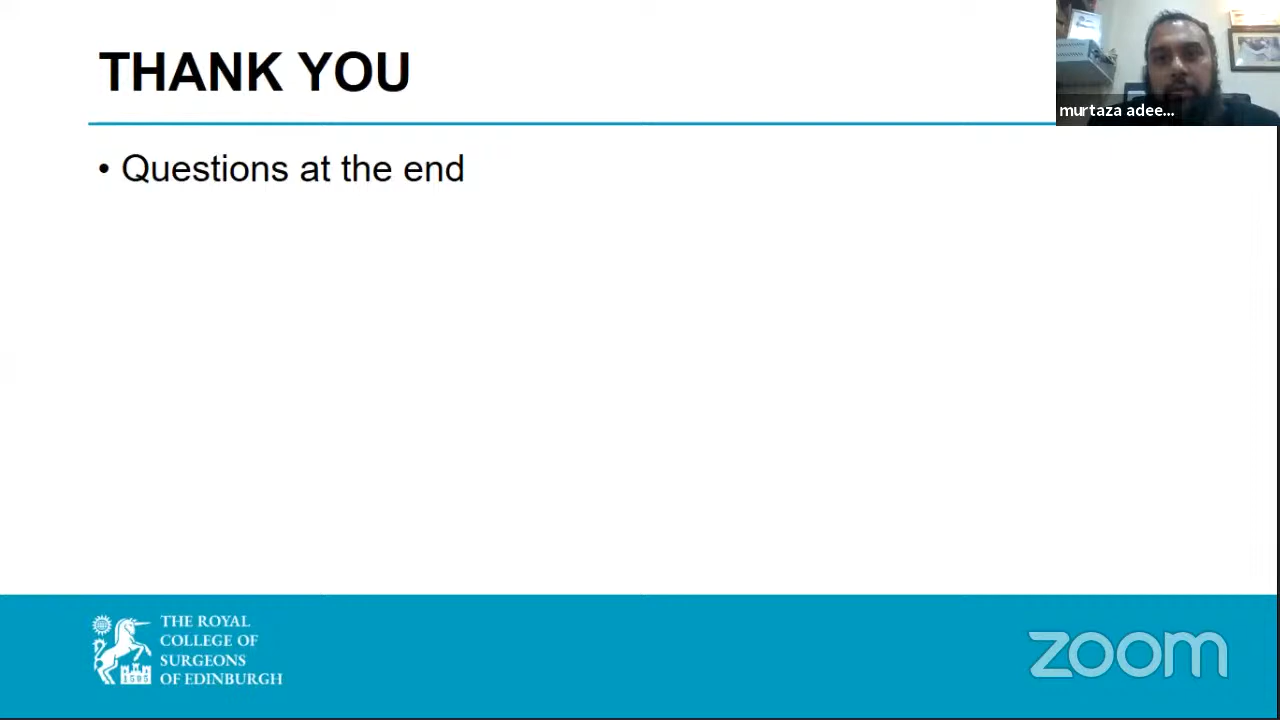 THANK YOU
murtaza adee...
• Questions at the end
THE ROYAL
COLLEGE OF
SURGEONS
OF EDINBURGH
zoom